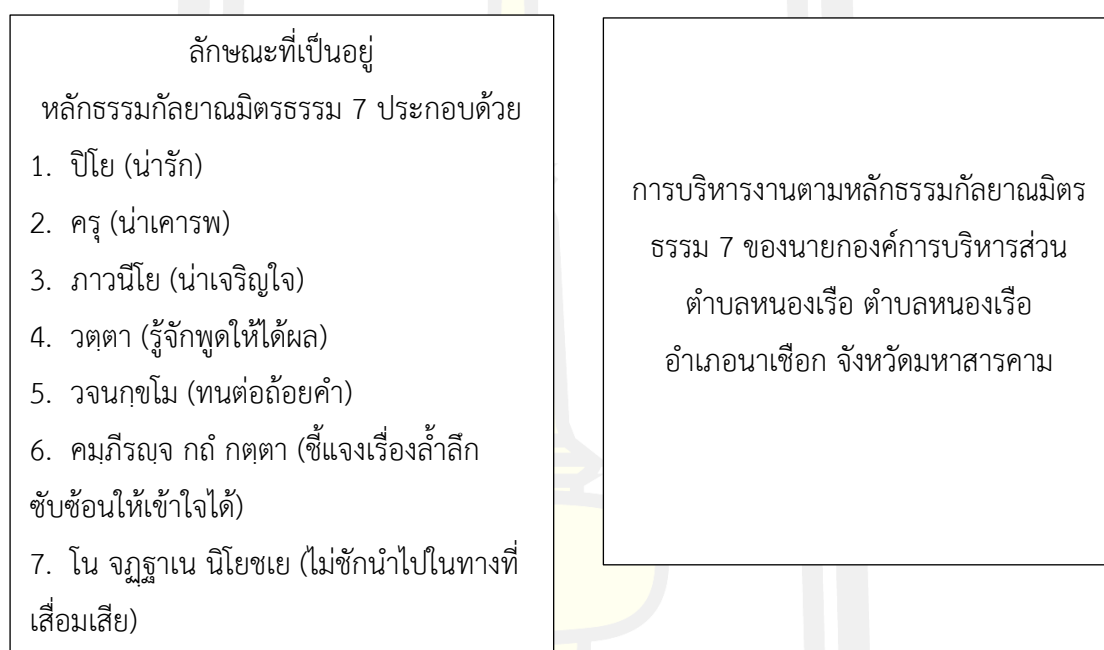 ลักษณะที่เป็นอยู่
หลักธรรมกัลยาณมิตรธรรม 7 ประกอบด้วย
1. ปิโย (น่ารัก)
2. ครุ (น่าเคารพ)
3. ภาวนีโย (น่าเจริญใจ)
4. วตฺตา (รู้จักพูดให้ได้ผล)
5. วจนกฺขโม (ทนต่อถ้อยคำ)
6. คมฺภีรญฺจ กถํ กตฺตา (ชี้แจงเรื่องล้ำลึก
ซับซ้อนให้เข้าใจได้)
7. โน จฏฺฐาเน นิโยชเย (ไม่ชักนำไปในทางที่
เสื่อมเสีย)
การบริหารงานตามหลักธรรมกัลยาณมิตร
ธรรม 7 ของนายกองค์การบริหารส่วน
ตำบลหนองเรือ ตำบลหนองเรือ
อำเภอนาเชือก จังหวัดมหาสารคาม